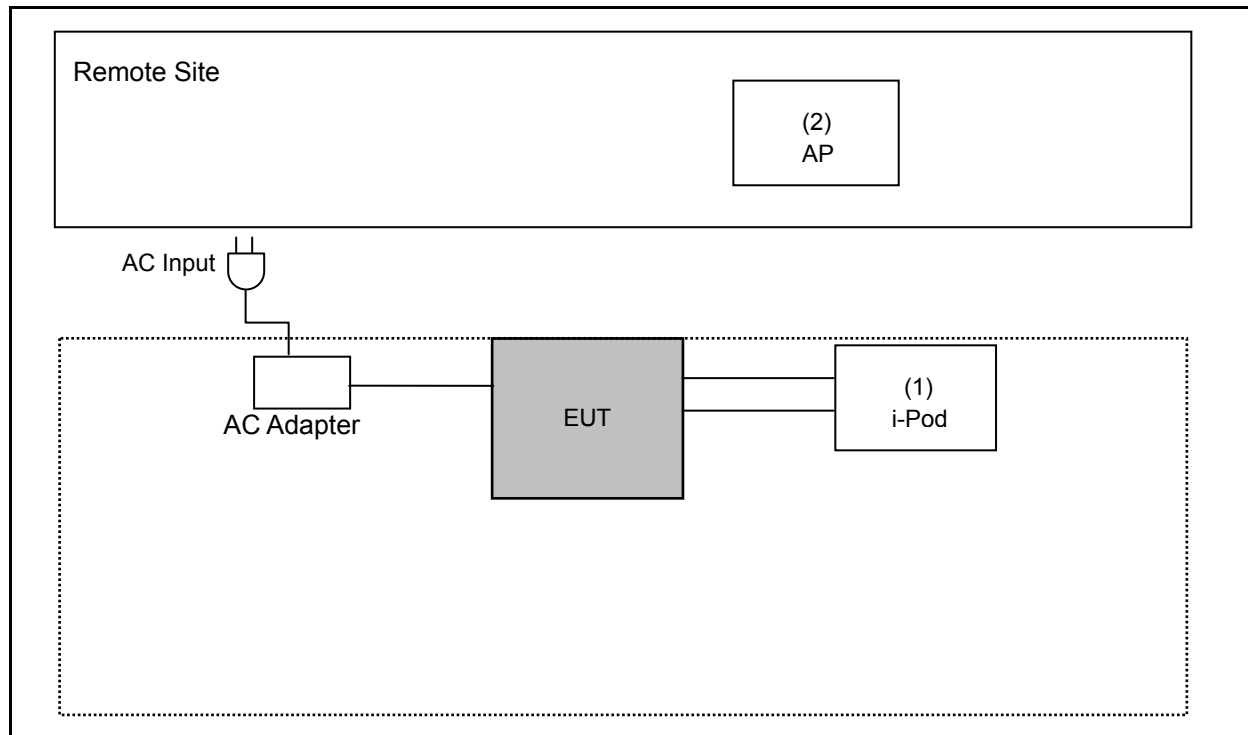 Remote Site
(2)
AP
AC Input
AC Adapter
EUT
(1)
i-Pod